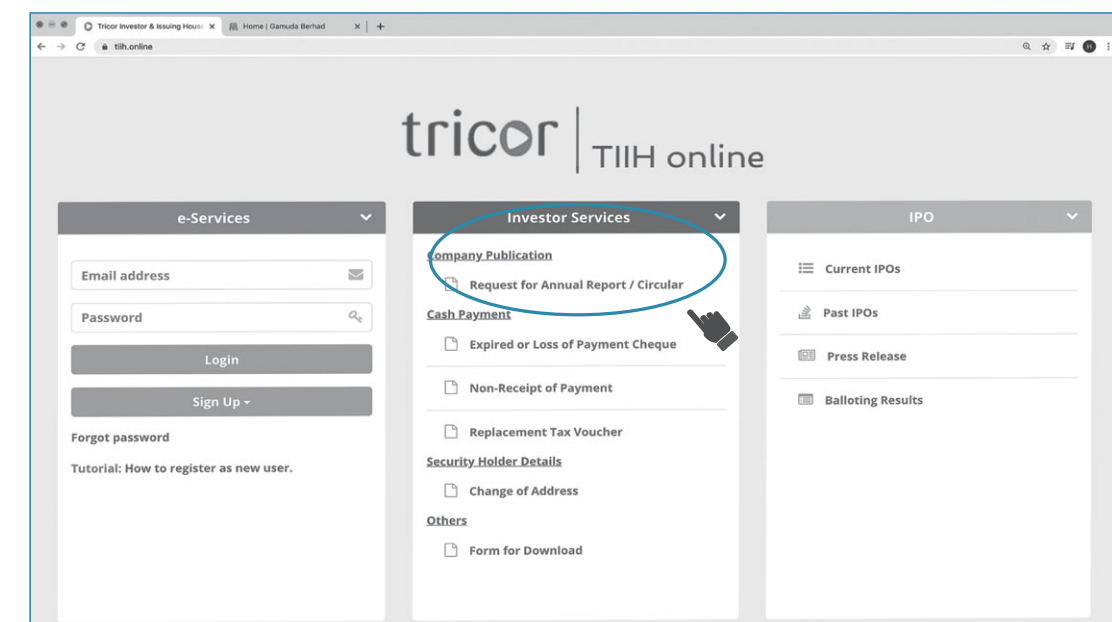 Tricor Investor & Issuing Hous
Home | Gamuda Berhad
tiih.online
H
tricor
TIIH online
e-Services
Email address
Password
Login
Sign Up
Forgot password
Tutorial: How to register as new user.
Investor Services
Company Publication
Request for Annual Report / Circular
Cash Payment
Expired or Loss of Payment Cheque
Non-Receipt of Payment
Replacement Tax Voucher
Security Holder Details
Change of Address
Others
Form for Download
IPO
Current IPOs
Past IPOs
Press Release
Balloting Results